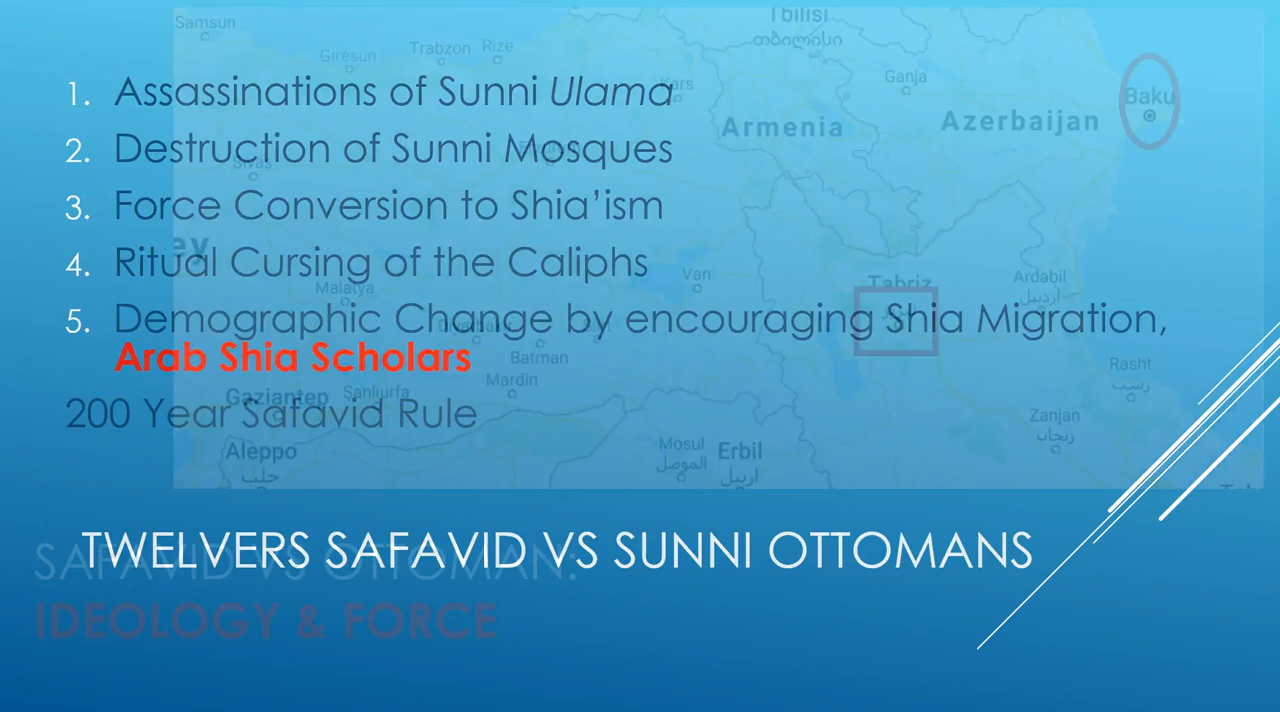 Samsun
Tbilisi
თბილისი
Giresun
Trabzon
Rize
Kars
Ganja
Baku
Armenia
Azerbaijan
1. Assassinations of Sunni Ulama
2. Destruction of Sunni Mosques
Sivas
3. Force Conversion to Shia’ism
ey
4. Ritual Cursing of the Caliphs
Malatya
Van
Tabriz
Ardabil
اردبیل
5. Demographic Change by encouraging Shia Migration,
Arab Shia Scholars
Batman
Mardin
Rasht
رشت
Gaziantep
Şanlıurfa
200 Year Safavid Rule
Zanjan
زنجان
Aleppo
حلب
Mosul
الموصل
Erbil
اربيل
TWELVERS SAFAVID VS SUNNI OTTOMANS
SAFAVID VS OTTOMAN:
IDEOLOGY & FORCE